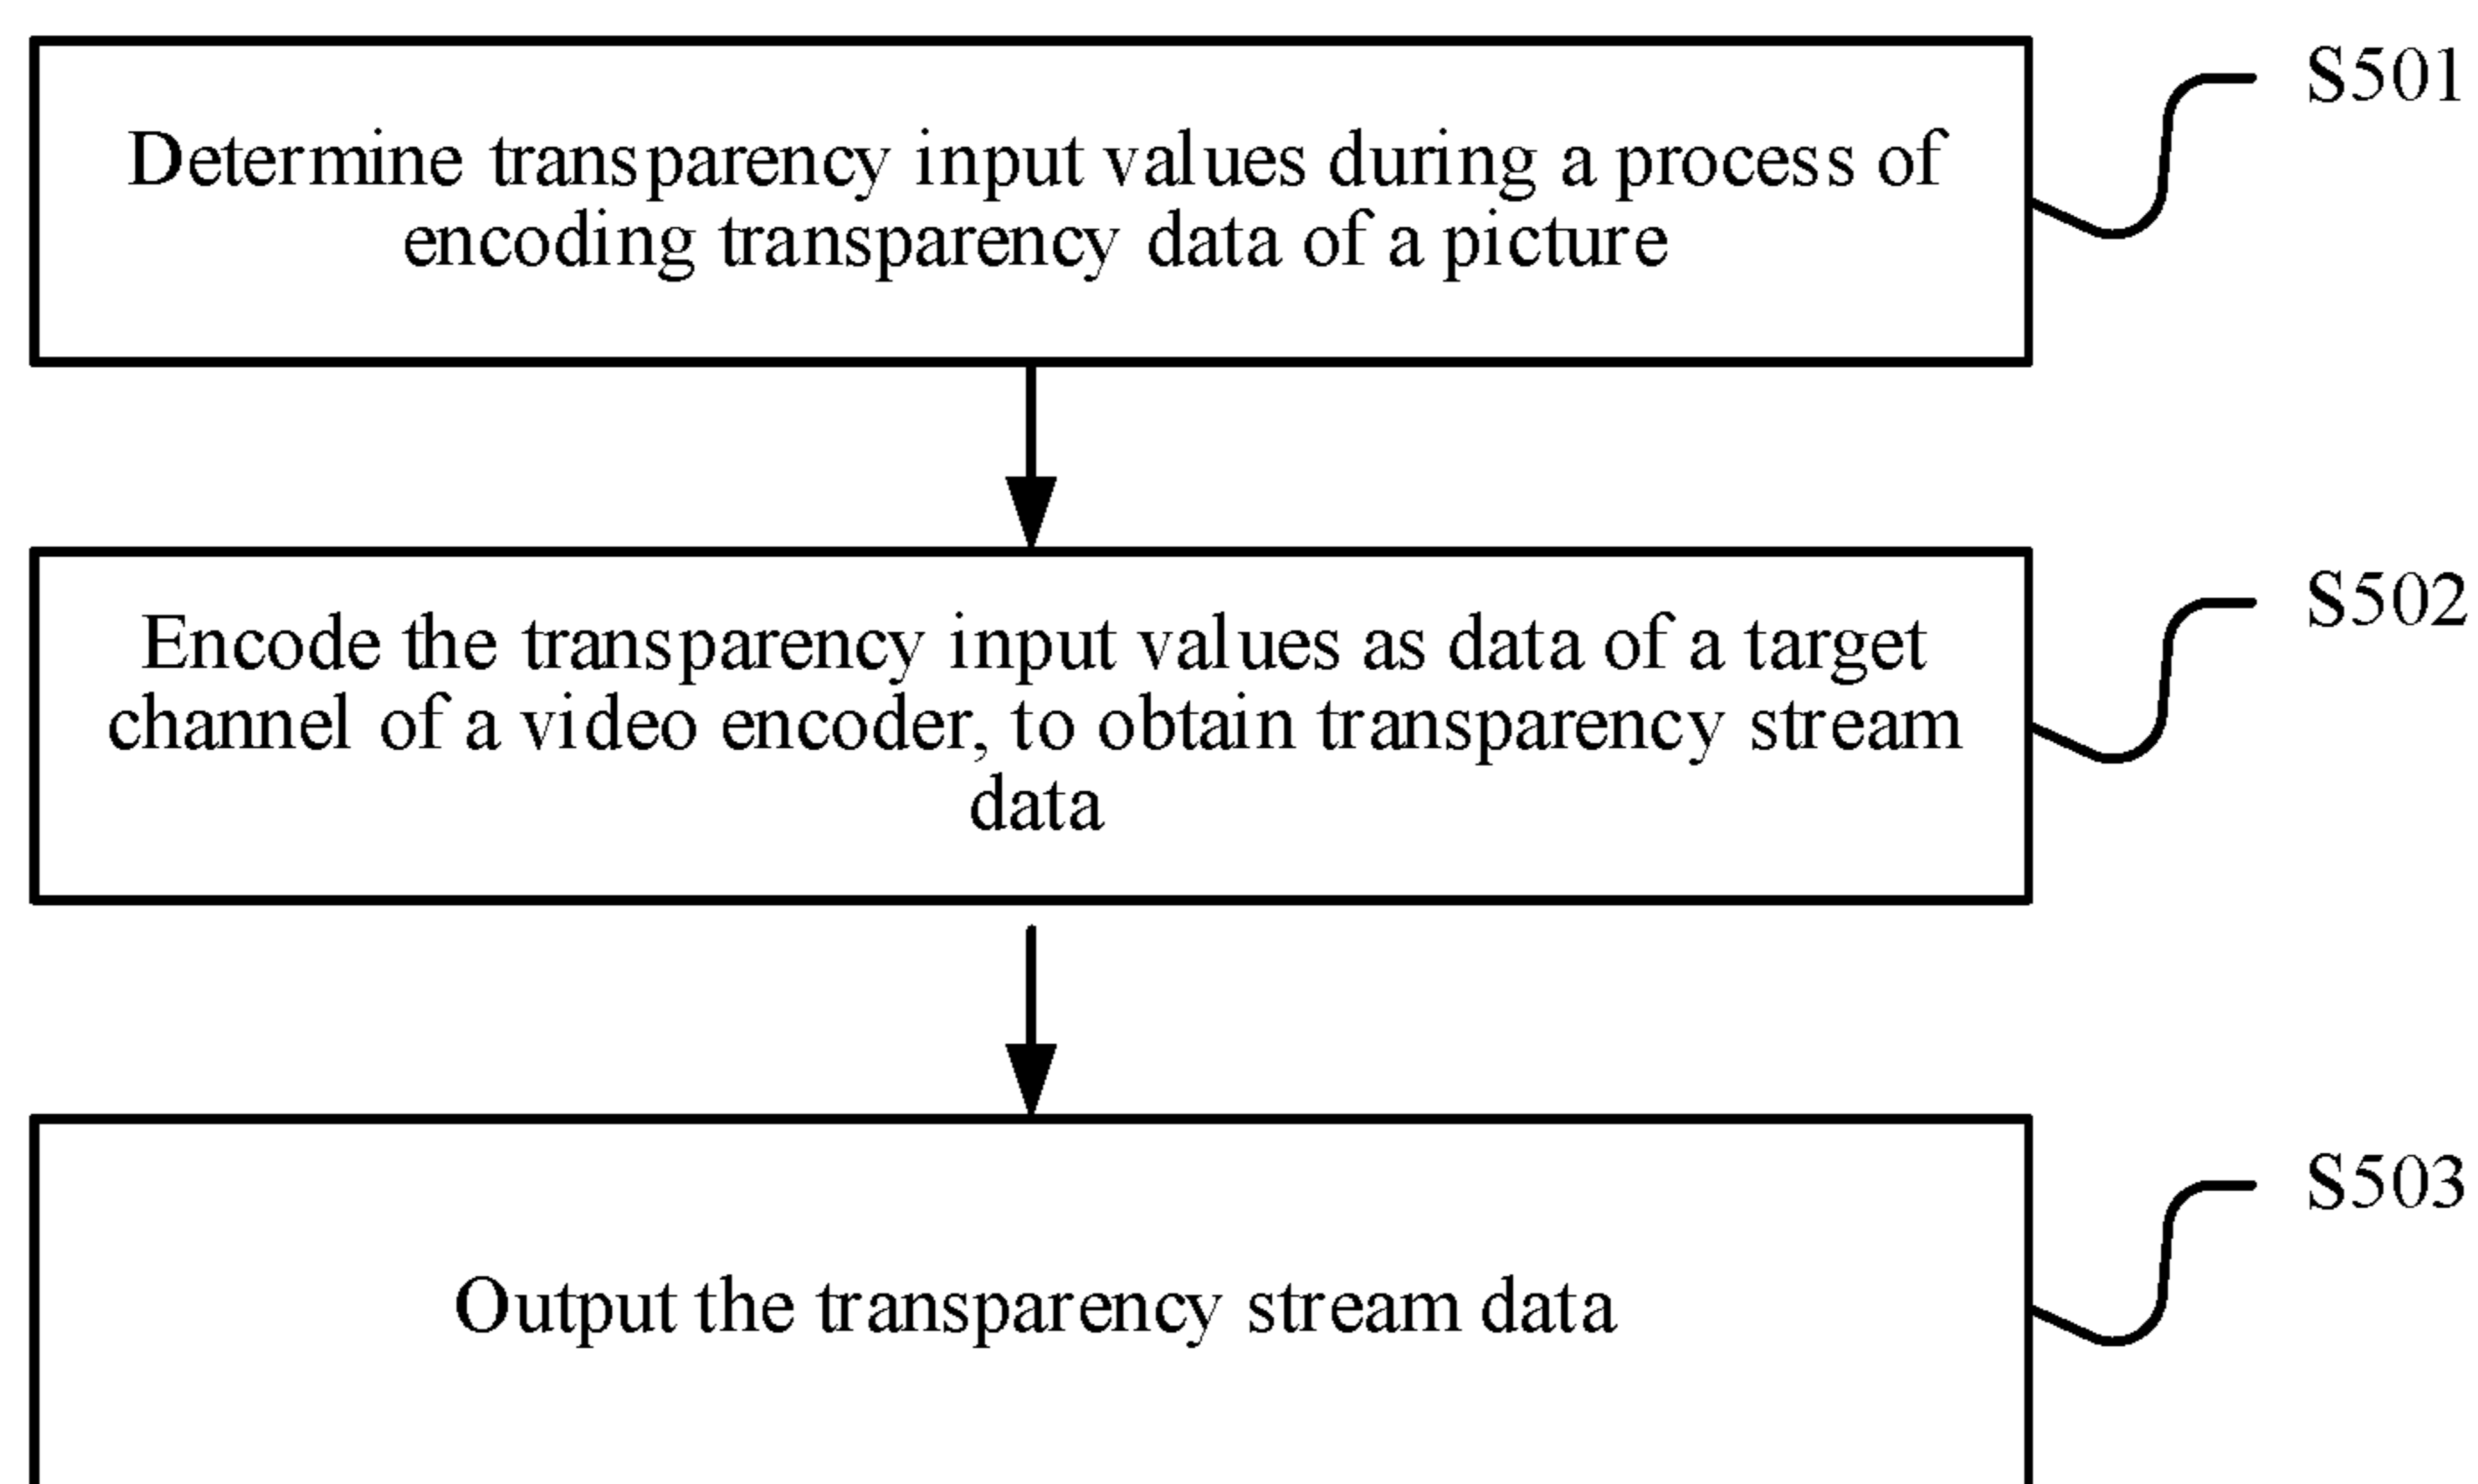 S501
Determine transparency input values during a process of
encoding transparency data of a picture
S502
Encode the transparency input values as data of a target
channel of a video encoder, to obtain transparency stream
data
S503
Output the transparency stream data